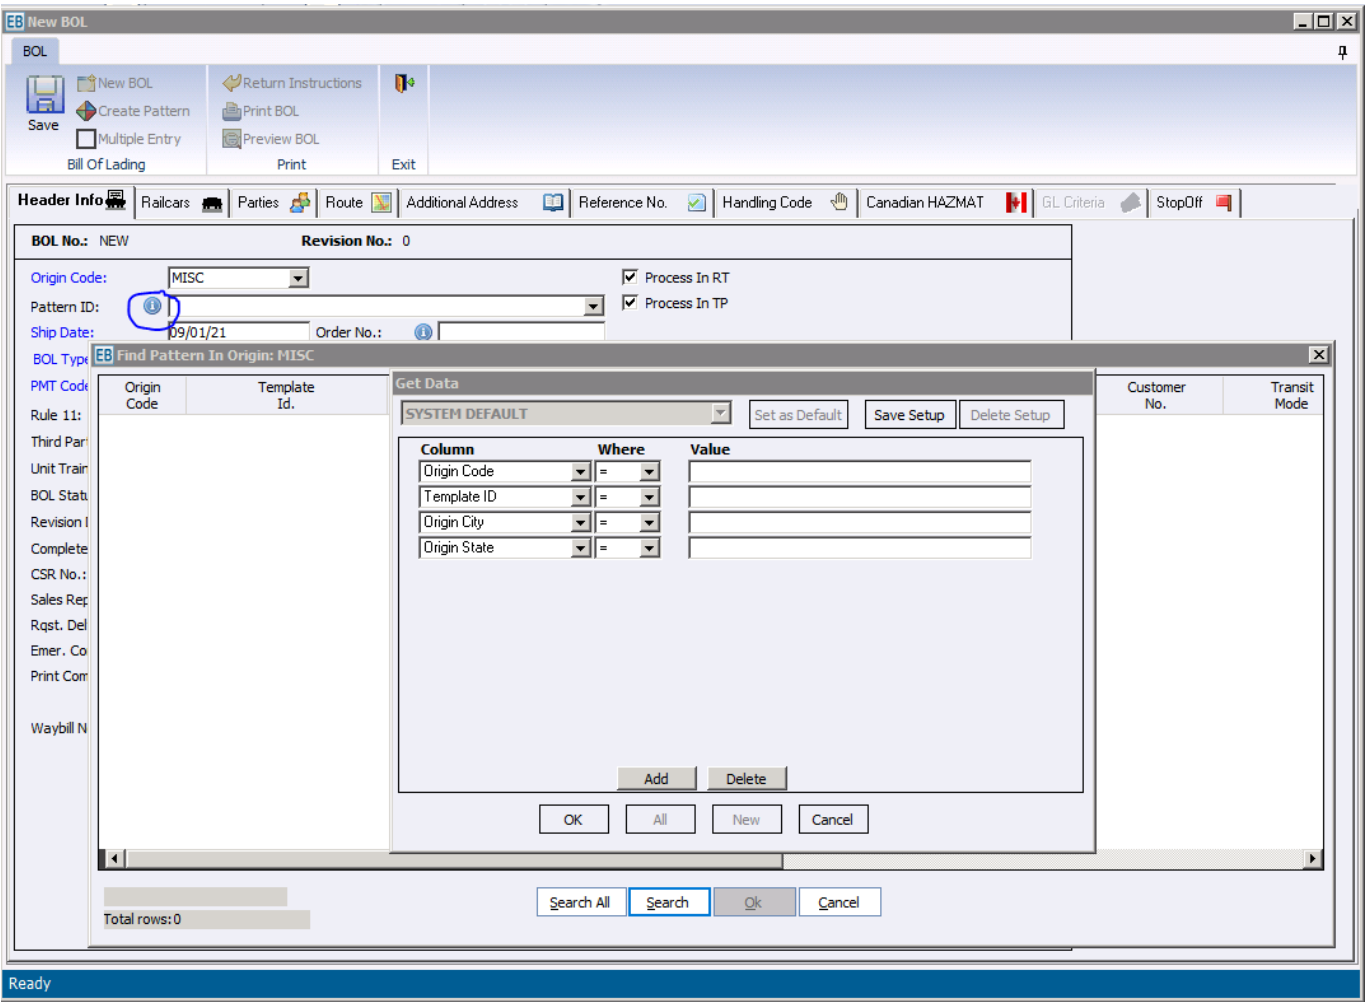 EB New BOL
BOL
Save
New BOL
Create Pattern
Multiple Entry
Bill Of Lading
Return Instructions
Print BOL
Preview BOL
Print
Exit
Header Info Railcars Parties Route Additional Address Reference No. Handling Code Canadian HAZMAT GL Criteria StopOff
BOL No.: NEW Revision No.: 0
Origin Code: MISC Process In RT
Pattern ID: Process In TP
Ship Date: 09/01/21 Order No.:
BOL Type
PMT Code
Rule 11:
Third Par
Unit Train
BOL Statu
Revision
Complete
CSR No.:
Sales Rep
Rqst. Del
Emer. Co
Print Com
Waybill N
EB Find Pattern In Origin: MISC
Origin Code
Template Id.
Customer No.
Transit Mode
Get Data
SYSTEM DEFAULT Set as Default Save Setup Delete Setup
Column Where Value
Origin Code =
Template ID =
Origin City =
Origin State =
Add Delete
OK All New Cancel
Total rows:0
Search All Search Ok Cancel
Ready